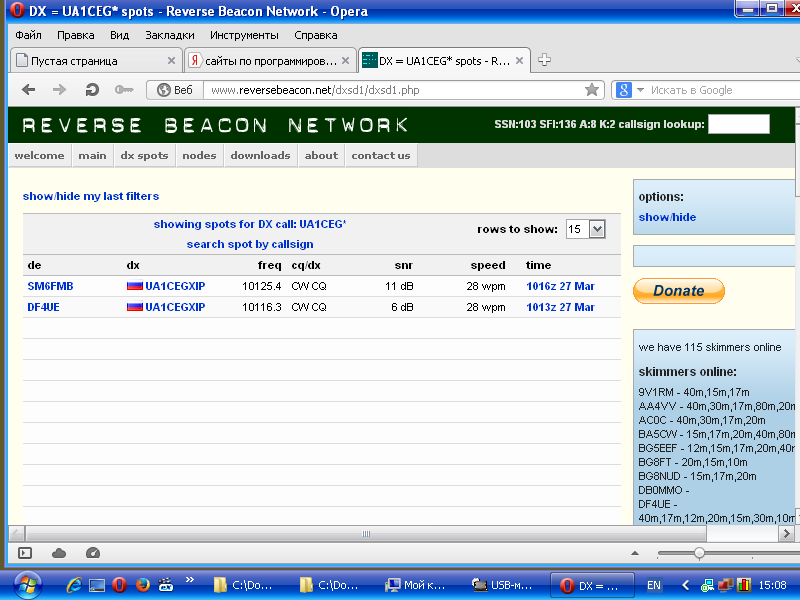 DX = UA1CEG* spots - Reverse Beacon Network - Opera
Файл Правка Вид Закладки Инструменты Справка
Пустая страница
Я сайты по программиров...
DX = UA1CEG* spots - R...
Веб www.reversebeacon.net/dxsd1/dxsd1.php
8 Искать в Google
REVERSE BEACON NETWORK
SSN:103 SFI:136 A:8 K:2 callsign lookup:
welcome main dx spots nodes downloads about contact us
show/hide my last filters
showing spots for DX call: UA1CEG*
search spot by callsign
rows to show: 15
de dx freq cq/dx snr speed time
SM6FMB UA1CEGXIP 10125.4 CW CQ 11 dB 28 wpm 1016z 27 Mar
DF4UE UA1CEGXIP 10116.3 CW CQ 6 dB 28 wpm 1013z 27 Mar
options:
show/hide
Donate
we have 115 skimmers online
skimmers online:
9V1RM - 40m,15m,17m
AA4VV - 40m,30m,17m,80m,20m
AC0C - 40m,30m,17m,20m
BA5CW - 15m,17m,20m,40m,80m
BG5EEF - 12m,15m,17m,20m,40m
BG8FT - 20m,15m,10m
BG8NUD - 15m,17m,20m
DB0MMO -
DF4UE -
40m,17m,12m,20m,15m,30m,10m
C:\Do... C:\Do... Мой к... USB-м... DX = ... EN 15:08